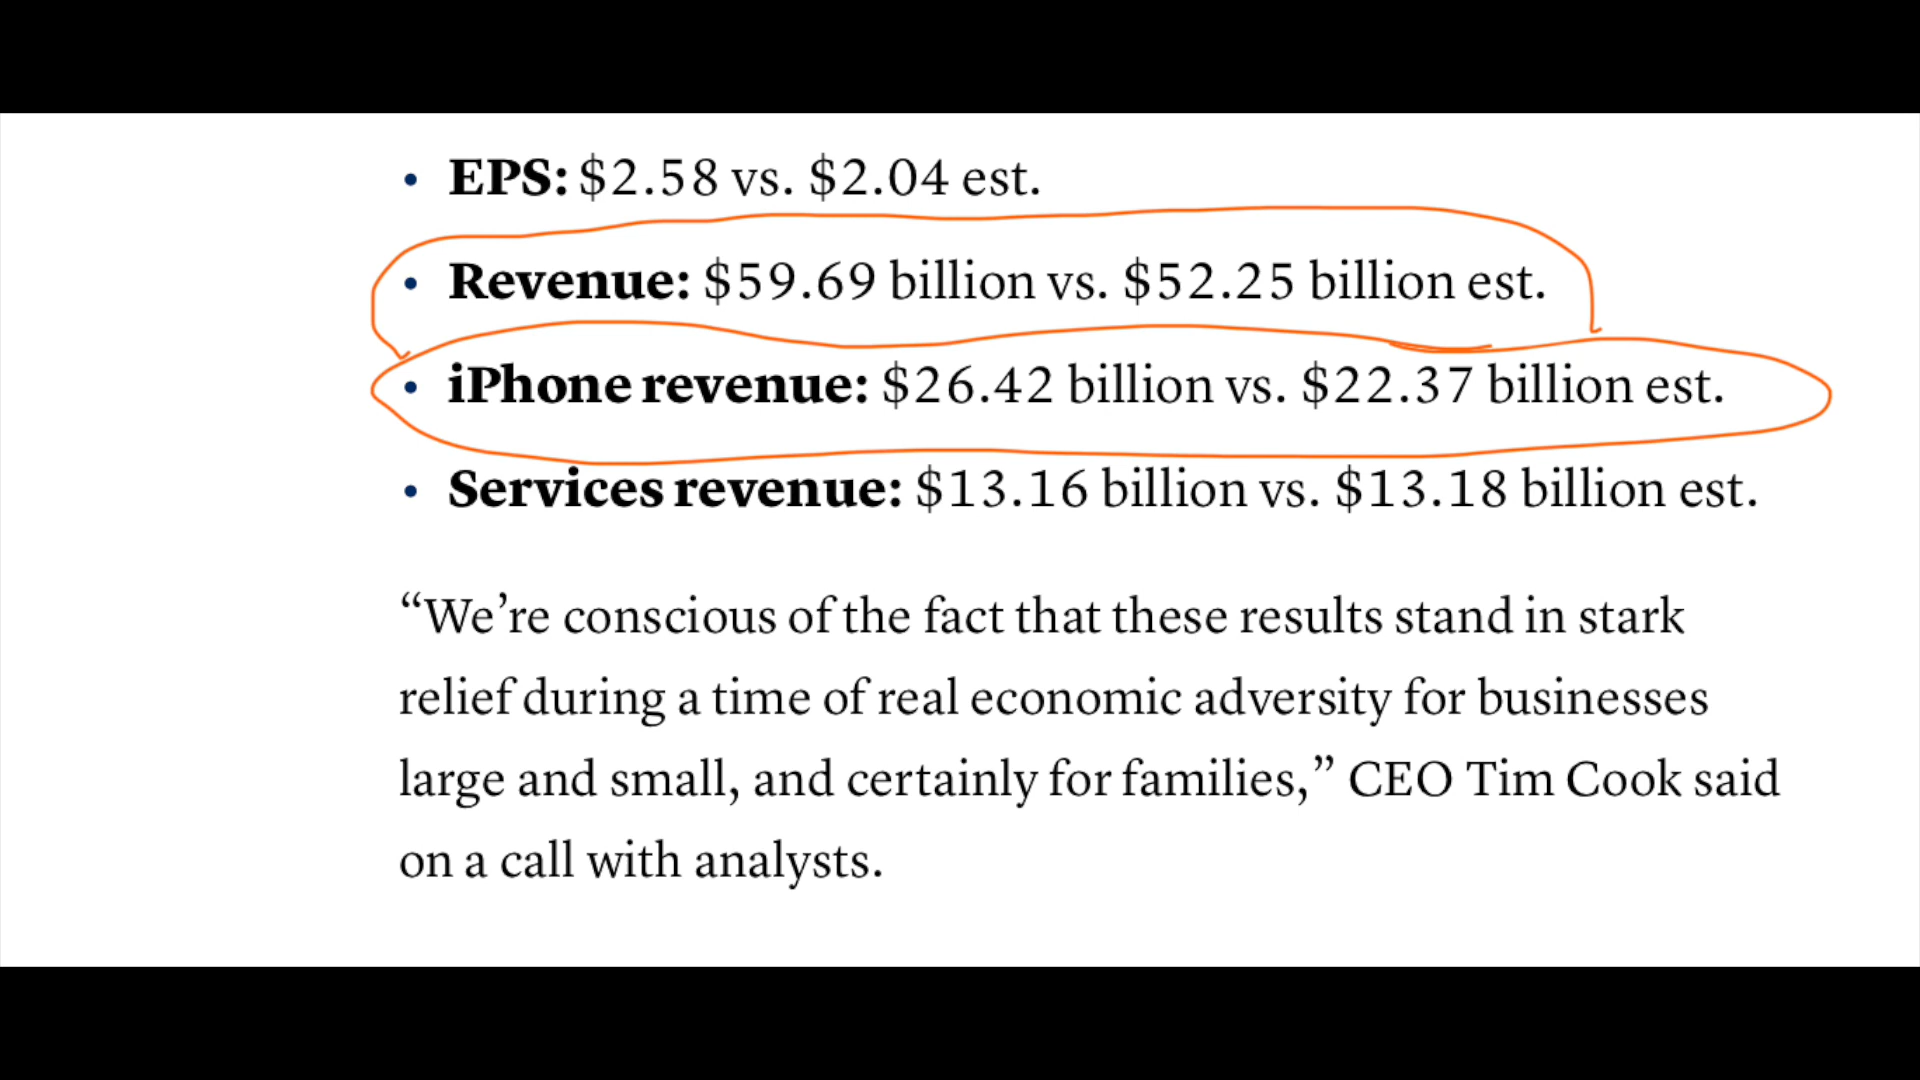 • EPS: $2.58 vs. $2.04 est.
• Revenue: $59.69 billion vs. $52.25 billion est.
• iPhone revenue: $26.42 billion vs. $22.37 billion est.
• Services revenue: $13.16 billion vs. $13.18 billion est.
“We’re conscious of the fact that these results stand in stark
relief during a time of real economic adversity for businesses
large and small, and certainly for families,” CEO Tim Cook said
on a call with analysts.